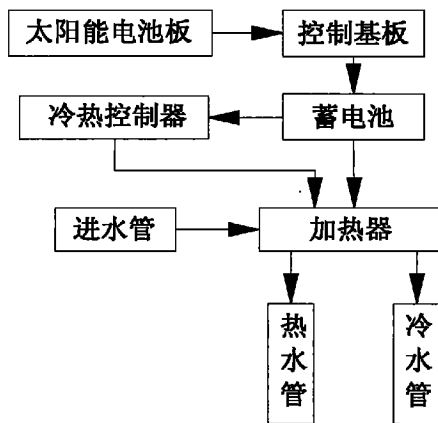 太阳能电池板
控制基板
冷热控制器
蓄电池
进水管
加热器
热水管
冷水管